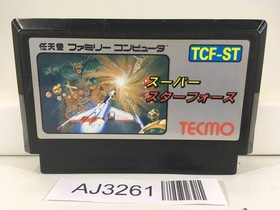 任天堂 ファミリー コンピュータ
TCF-ST
スーパー
スターフォース
TECMO
AJ3261